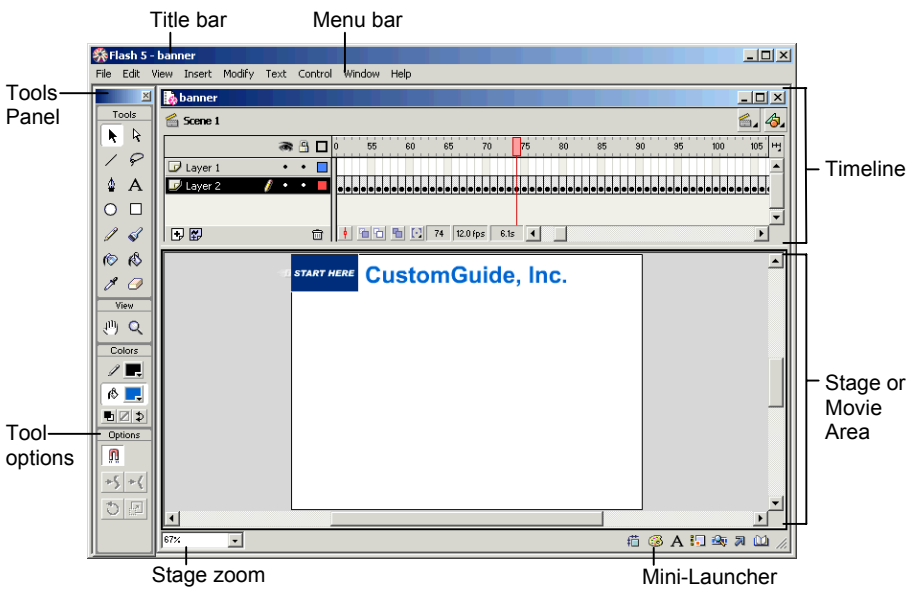 Title bar
Menu bar
Flash 5 - banner
File Edit View Insert Modify Text Control Window Help
Tools Panel
banner
Tools
Scene 1
0 55 60 65 70 75 80 85 90 95 100 105
Layer 1
Layer 2
Timeline
74 12.0 fps 6.1s
START HERE CustomGuide, Inc.
View
Colors
Stage or Movie Area
Tool options
Options
67%
Stage zoom
Mini-Launcher